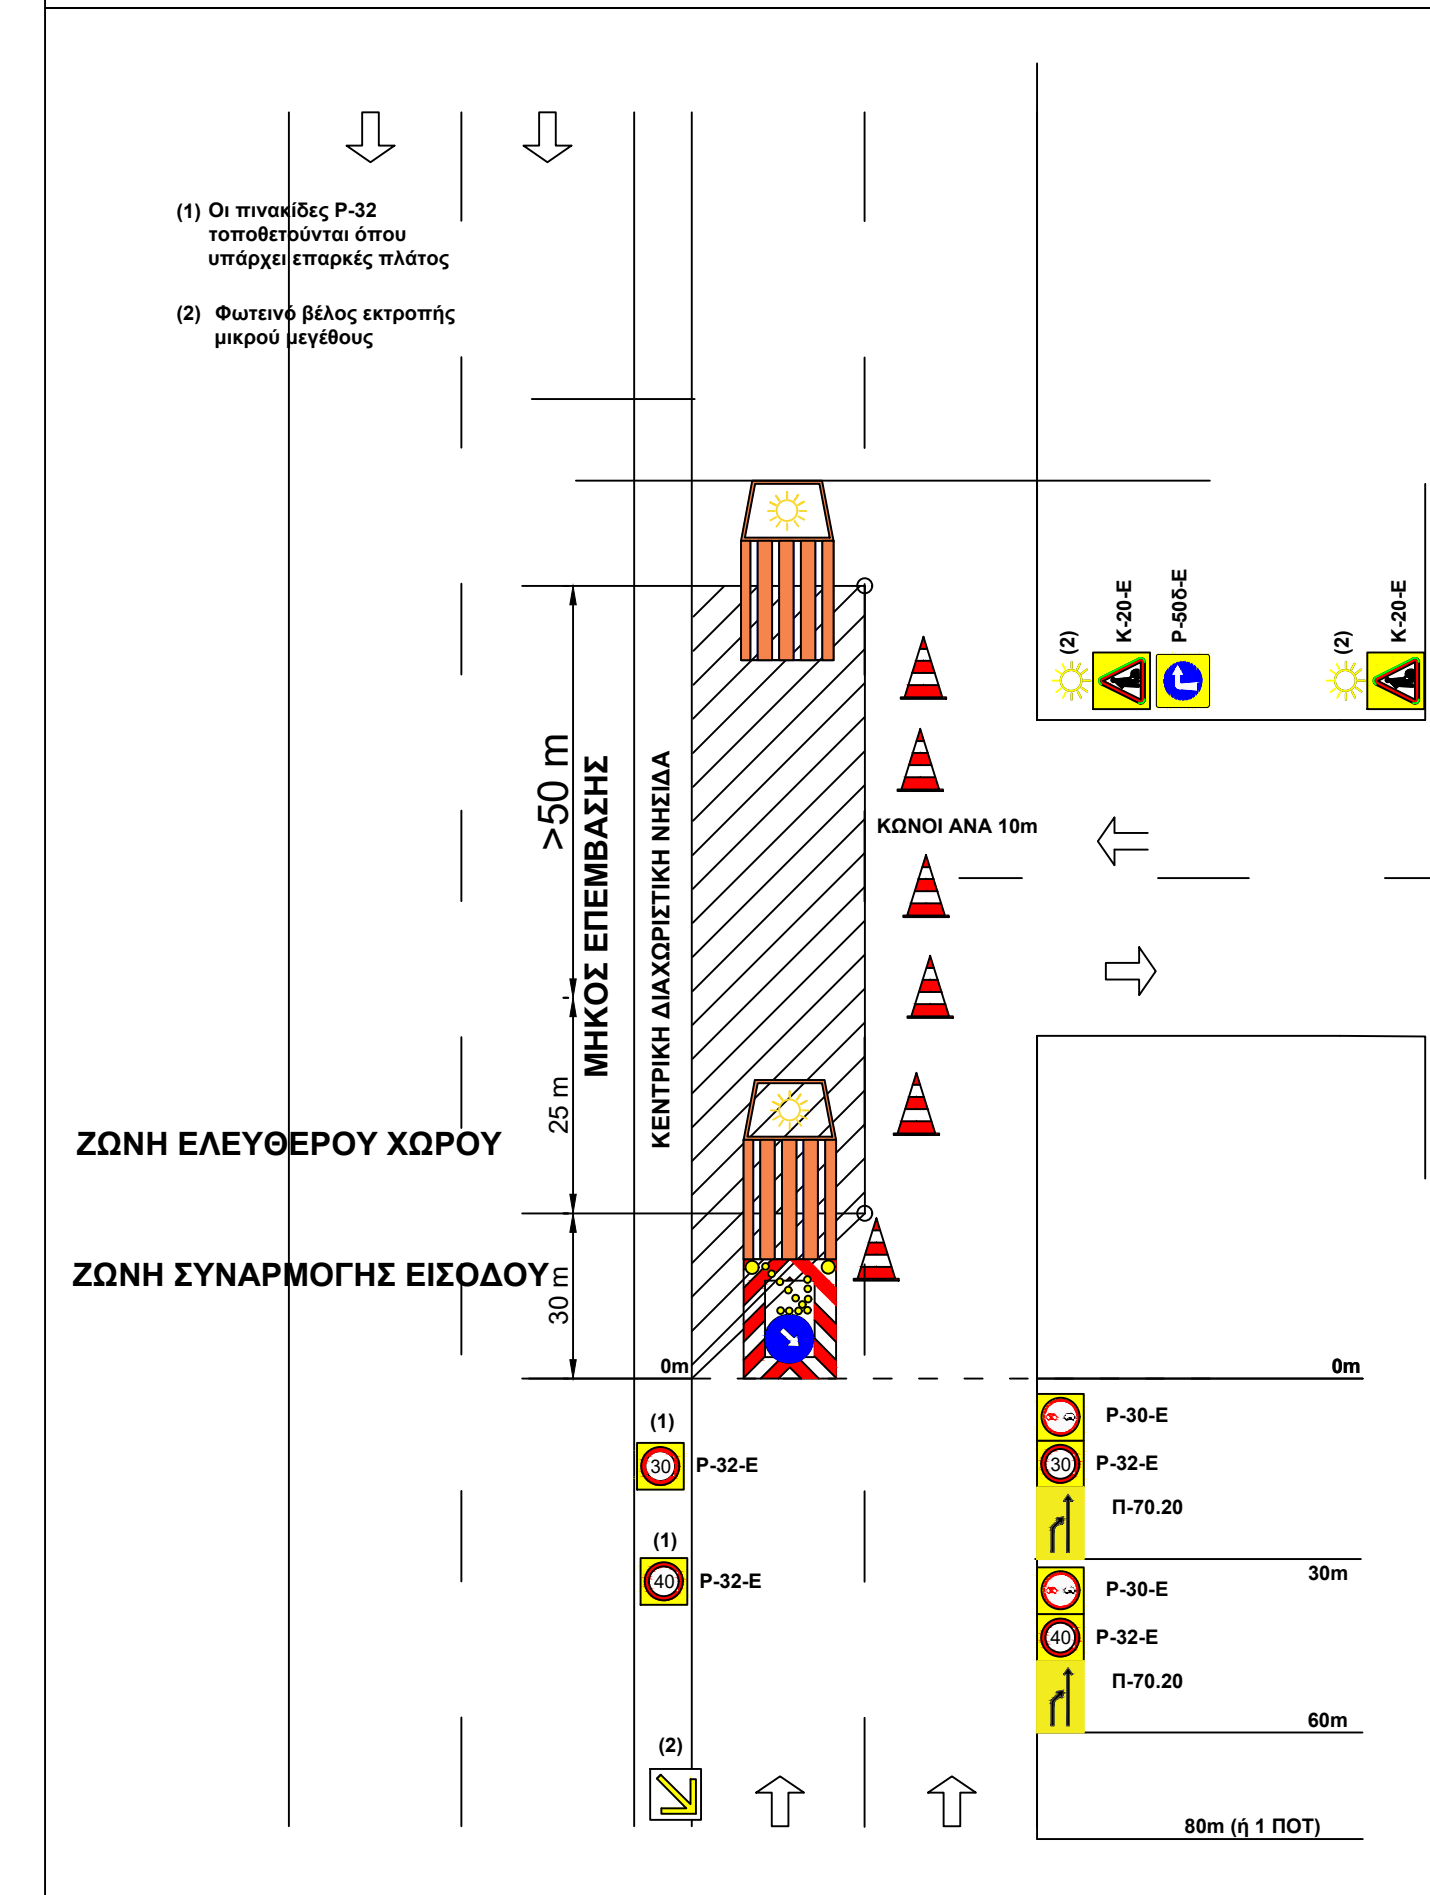 (1) Οι πινακίδες P-32
τοποθετούνται όπου
υπάρχει επαρκές πλάτος
(2) Φωτεινό βέλος εκτροπής
μικρού μεγέθους
(2)
K-20-E
P-50δ-E
(2)
K-20-E
>50 m
ΜΗΚΟΣ ΕΠΕΜΒΑΣΗΣ
ΚΕΝΤΡΙΚΗ ΔΙΑΧΩΡΙΣΤΙΚΗ ΝΗΣΙΔΑ
ΚΩΝΟΙ ΑΝΑ 10m
25 m
ΖΩΝΗ ΕΛΕΥΘΕΡΟΥ ΧΩΡΟΥ
ΖΩΝΗ ΣΥΝΑΡΜΟΓΗΣ ΕΙΣΟΔΟΥ
30 m
0m
0m
(1)
30 P-32-E
P-30-E
30 P-32-E
Π-70.20
30m
(1)
40 P-32-E
P-30-E
40 P-32-E
Π-70.20
60m
(2)
80m (ή 1 ΠΟΤ)